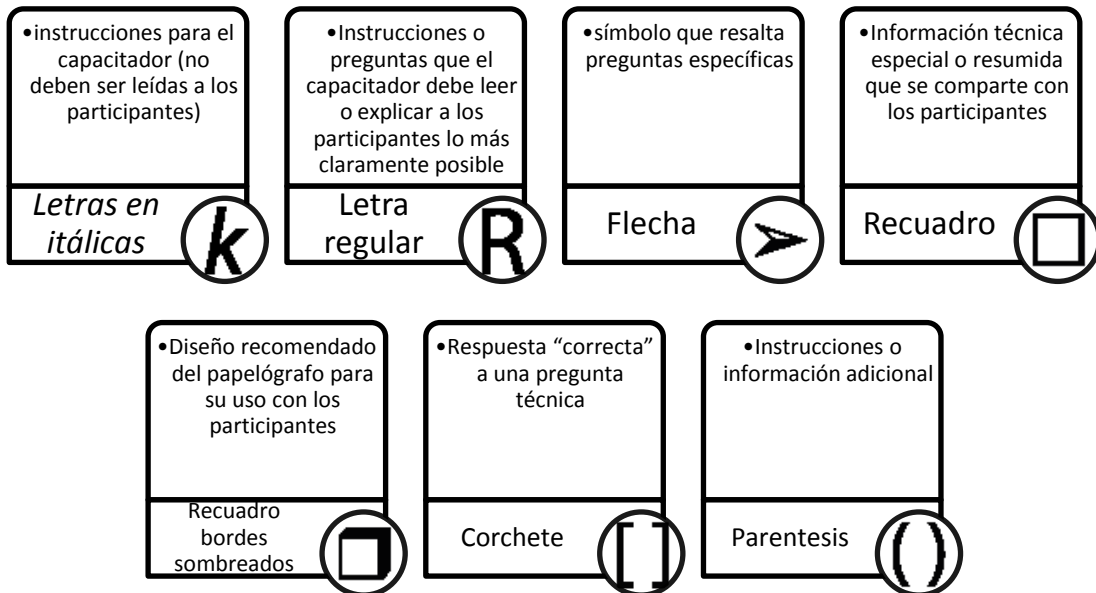 •instrucciones para el
capacitador (no
deben ser leídas a los
participantes)
Letras en
itálicas
k
•Instrucciones o
preguntas que el
capacitador debe leer
o explicar a los
participantes lo más
claramente posible
Letra
regular
R
•símbolo que resalta
preguntas específicas
Flecha
➢
•Información técnica
especial o resumida
que se comparte con
los participantes
Recuadro
•Diseño recomendado
del papelógrafo para
su uso con los
participantes
Recuadro
bordes
sombreados
•Respuesta “correcta”
a una pregunta
técnica
Corchete
[ ]
•Instrucciones o
información adicional
Parentesis
( )